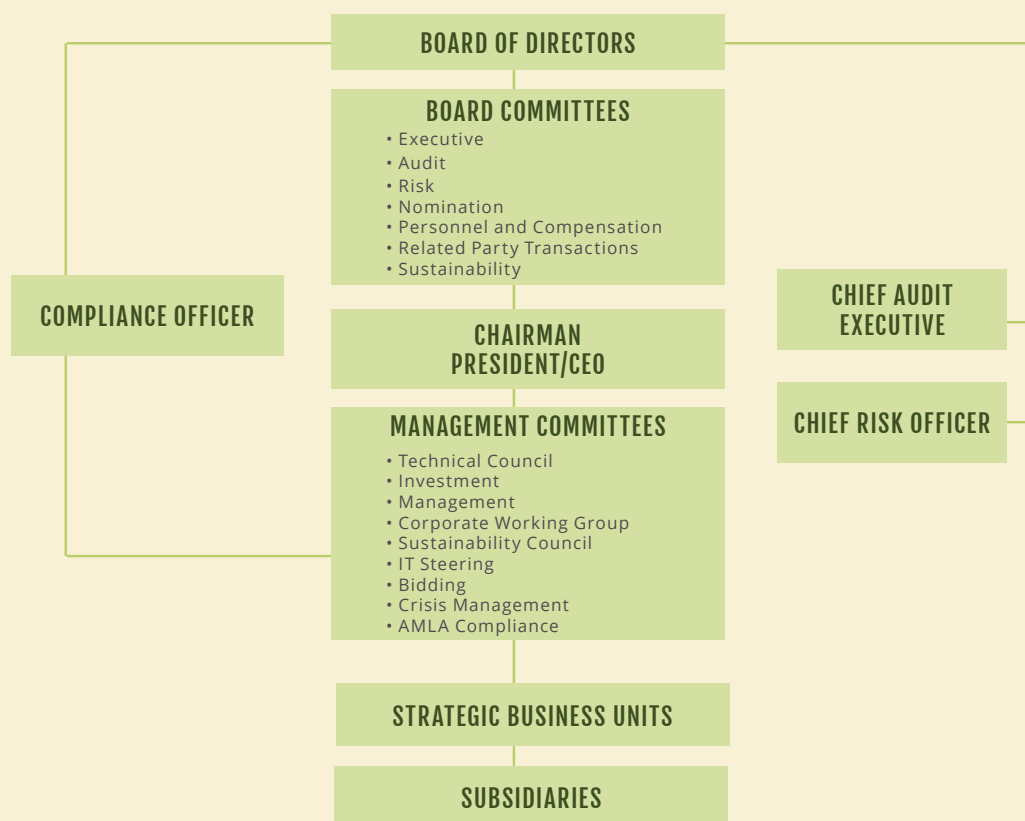 BOARD OF DIRECTORS
BOARD COMMITTEES
• Executive
• Audit
• Risk
• Nomination
• Personnel and Compensation
• Related Party Transactions
• Sustainability
COMPLIANCE OFFICER
CHIEF AUDIT
EXECUTIVE
CHAIRMAN
PRESIDENT/CEO
CHIEF RISK OFFICER
MANAGEMENT COMMITTEES
• Technical Council
• Investment
• Management
• Corporate Working Group
• Sustainability Council
• IT Steering
• Bidding
• Crisis Management
• AMLA Compliance
STRATEGIC BUSINESS UNITS
SUBSIDIARIES